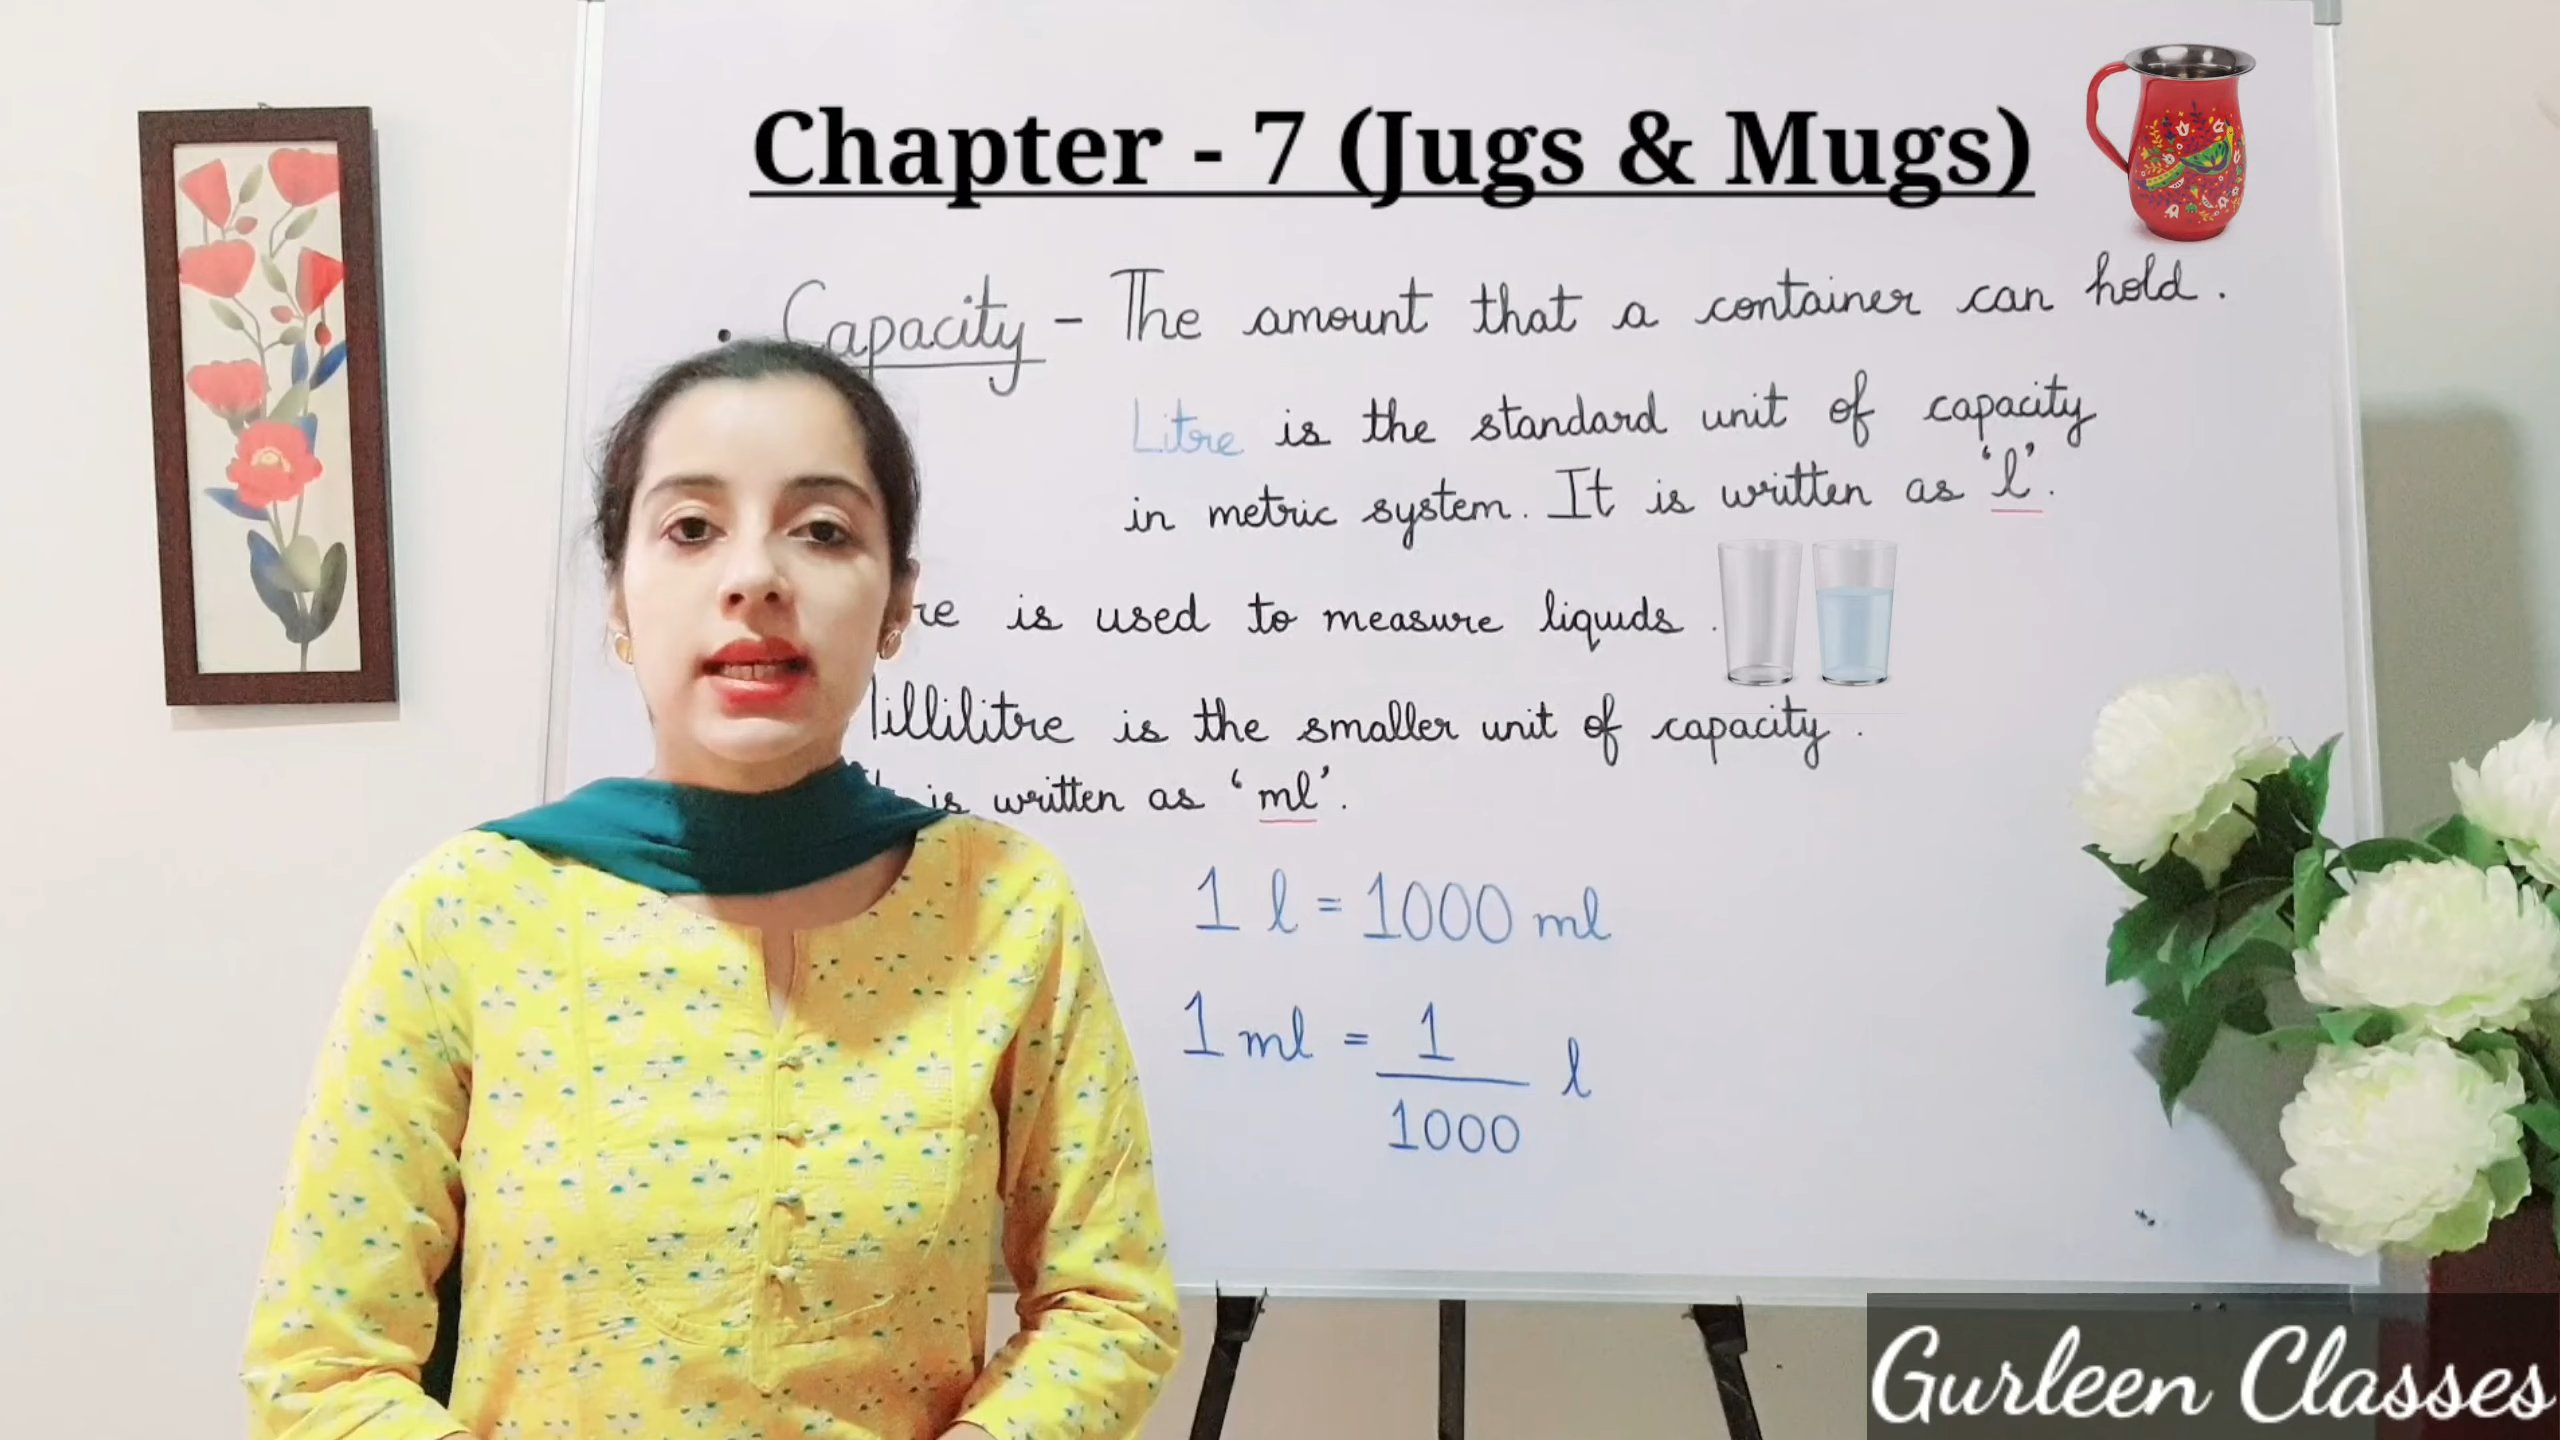 Chapter - 7 (Jugs & Mugs)
• Capacity - The amount that a container can hold.
Litre is the standard unit of capacity
in metric system. It is written as 'l'.
is used to measure liquids.
is the smaller unit of capacity.
is written as 'ml'.
1 l = 1000 ml
1 ml = 1/1000 l
Gurleen Classes